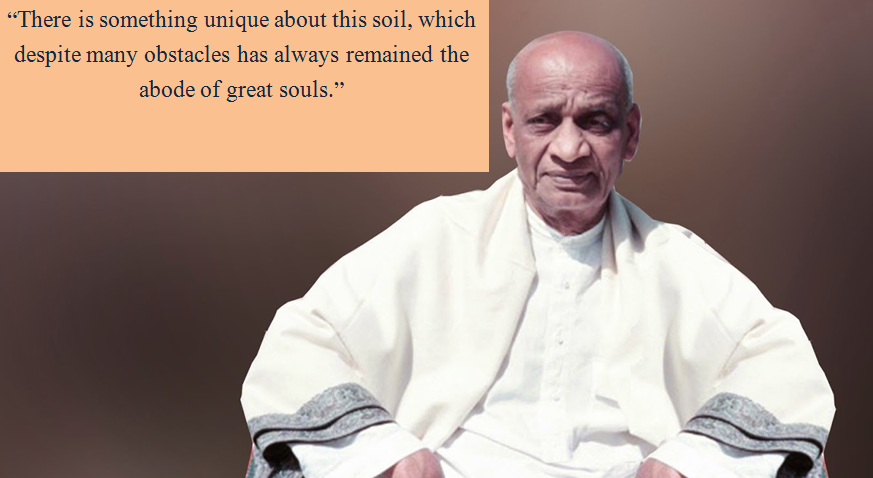 “There is something unique about this soil, which
despite many obstacles has always remained the
abode of great souls.”